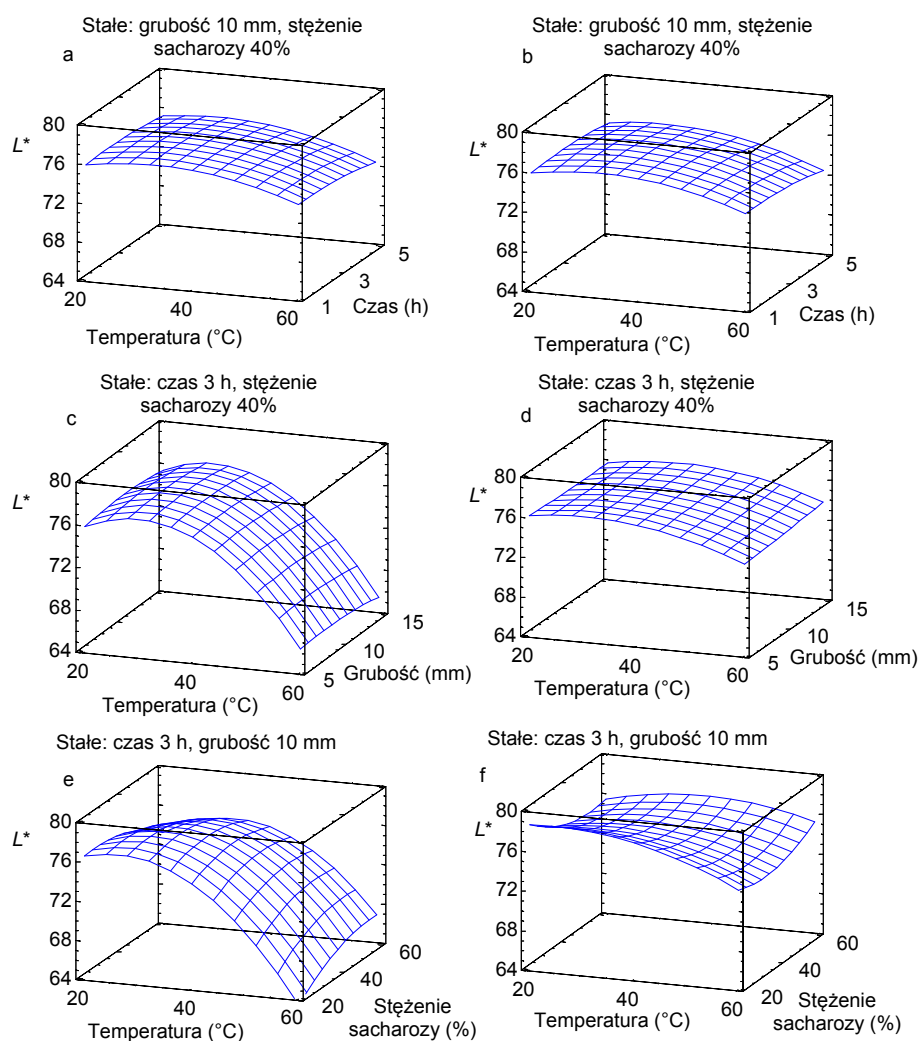 Stałe: grubość 10 mm, stężenie
sacharozy 40%
a
80
L*
76
72
68
64
20
40
60
1
3
5
Czas (h)
Temperatura (°C)
Stałe: grubość 10 mm, stężenie
sacharozy 40%
b
80
L*
76
72
68
64
20
40
60
1
3
5
Czas (h)
Temperatura (°C)
Stałe: czas 3 h, stężenie
sacharozy 40%
c
80
L*
76
72
68
64
20
40
60
5
10
15
Grubość (mm)
Temperatura (°C)
Stałe: czas 3 h, stężenie
sacharozy 40%
d
80
L*
76
72
68
64
20
40
60
5
10
15
Grubość (mm)
Temperatura (°C)
Stałe: czas 3 h, grubość 10 mm
e
80
L*
76
72
68
64
20
40
60
20
40
60
Stężenie
sacharozy (%)
Temperatura (°C)
Stałe: czas 3 h, grubość 10 mm
f
80
L*
76
72
68
64
20
40
60
20
40
60
Stężenie
sacharozy (%)
Temperatura (°C)